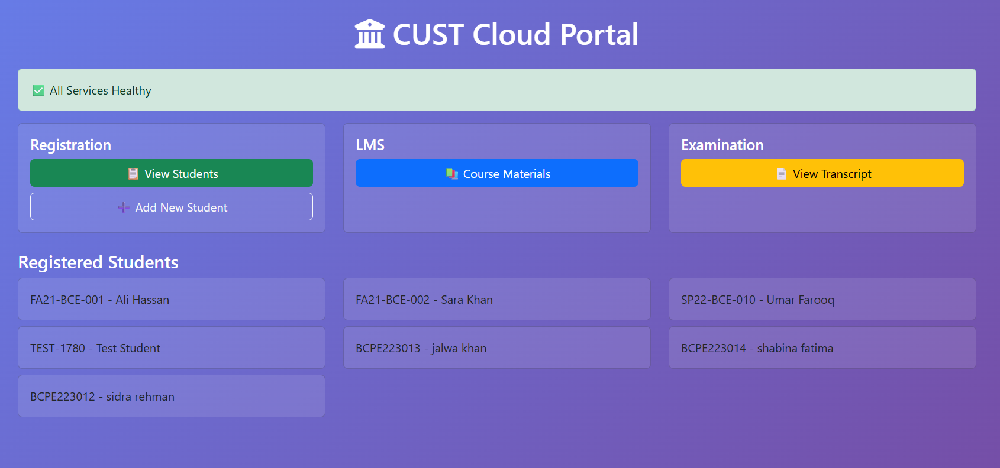 CUST Cloud Portal
All Services Healthy
Registration
View Students
Add New Student
LMS
Course Materials
Examination
View Transcript
Registered Students
FA21-BCE-001 - Ali Hassan
FA21-BCE-002 - Sara Khan
SP22-BCE-010 - Umar Farooq
TEST-1780 - Test Student
BCPE223013 - jalwa khan
BCPE223014 - shabina fatima
BCPE223012 - sidra rehman